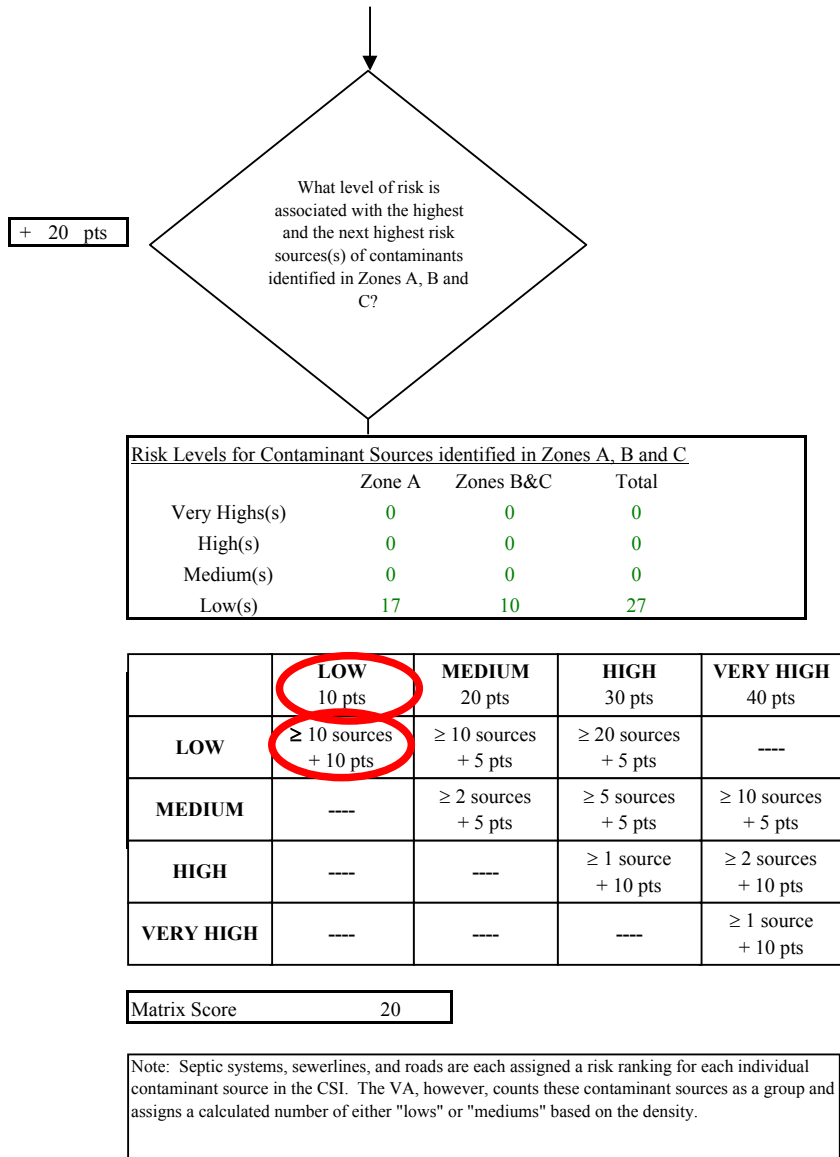 What level of risk is
associated with the highest
and the next highest risk
sources(s) of contaminants
identified in Zones A, B and
C?
+ 20 pts
Risk Levels for Contaminant Sources identified in Zones A, B and C
Zone A Zones B&C Total
Very Highs(s) 0 0 0
High(s) 0 0 0
Medium(s) 0 0 0
Low(s) 17 10 27
LOW MEDIUM HIGH VERY HIGH
10 pts 20 pts 30 pts 40 pts
LOW ≥ 10 sources ≥ 10 sources ≥ 20 sources ----
+ 10 pts + 5 pts + 5 pts
MEDIUM ---- ≥ 2 sources ≥ 5 sources ≥ 10 sources
+ 5 pts + 5 pts + 5 pts
HIGH ---- ---- ≥ 1 source ≥ 2 sources
+ 10 pts + 10 pts
VERY HIGH ---- ---- ---- ≥ 1 source
+ 10 pts
Matrix Score 20
Note: Septic systems, sewerlines, and roads are each assigned a risk ranking for each individual
contaminant source in the CSI. The VA, however, counts these contaminant sources as a group and
assigns a calculated number of either "lows" or "mediums" based on the density.